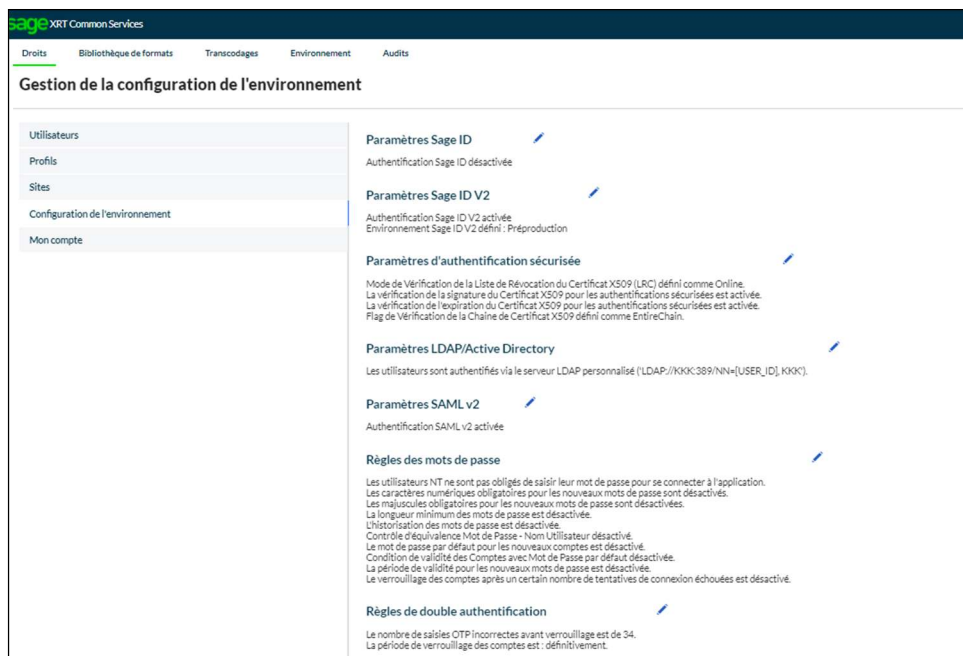 sage XRT Common Services
Droits Bibliothèque de formats Transcodages Environnement Audits
Gestion de la configuration de l'environnement
Utilisateurs
Profils
Sites
Configuration de l'environnement
Mon compte
Paramètres Sage ID
Authentification Sage ID désactivée
Paramètres Sage ID V2
Authentification Sage ID V2 activée
Environnement Sage ID V2 défini : Préproduction
Paramètres d'authentification sécurisée
Mode de Vérification de la Liste de Révocation du Certificat X509 (LRC) défini comme Online.
La vérification de la signature du Certificat X509 pour les authentifications sécurisées est activée.
La vérification de l'expiration du Certificat X509 pour les authentifications sécurisées est activée.
Flag de Vérification de la Chaine de Certificat X509 défini comme EntireChain.
Paramètres LDAP/Active Directory
Les utilisateurs sont authentifiés via le serveur LDAP personnalisé ('LDAP://KKK:389/NN=[USER_ID], KKK').
Paramètres SAML v2
Authentification SAML v2 activée
Règles des mots de passe
Les utilisateurs NT ne sont pas obligés de saisir leur mot de passe pour se connecter à l'application.
Les caractères numériques obligatoires pour les nouveaux mots de passe sont désactivés.
Les majuscules obligatoires pour les nouveaux mots de passe sont désactivées.
La longueur minimum des mots de passe est désactivée.
L'historisation des mots de passe est désactivée.
Contrôle d'équivalence Mot de Passe - Nom Utilisateur désactivé.
Le mot de passe par défaut pour les nouveaux comptes est désactivé.
Condition de validité des Comptes avec Mot de Passe par défaut désactivée.
La période de validité pour les nouveaux mots de passe est désactivée.
Le verrouillage des comptes après un certain nombre de tentatives de connexion échouées est désactivé.
Règles de double authentification
Le nombre de saisies OTP incorrectes avant verrouillage est de 34.
La période de verrouillage des comptes est : définitivement.